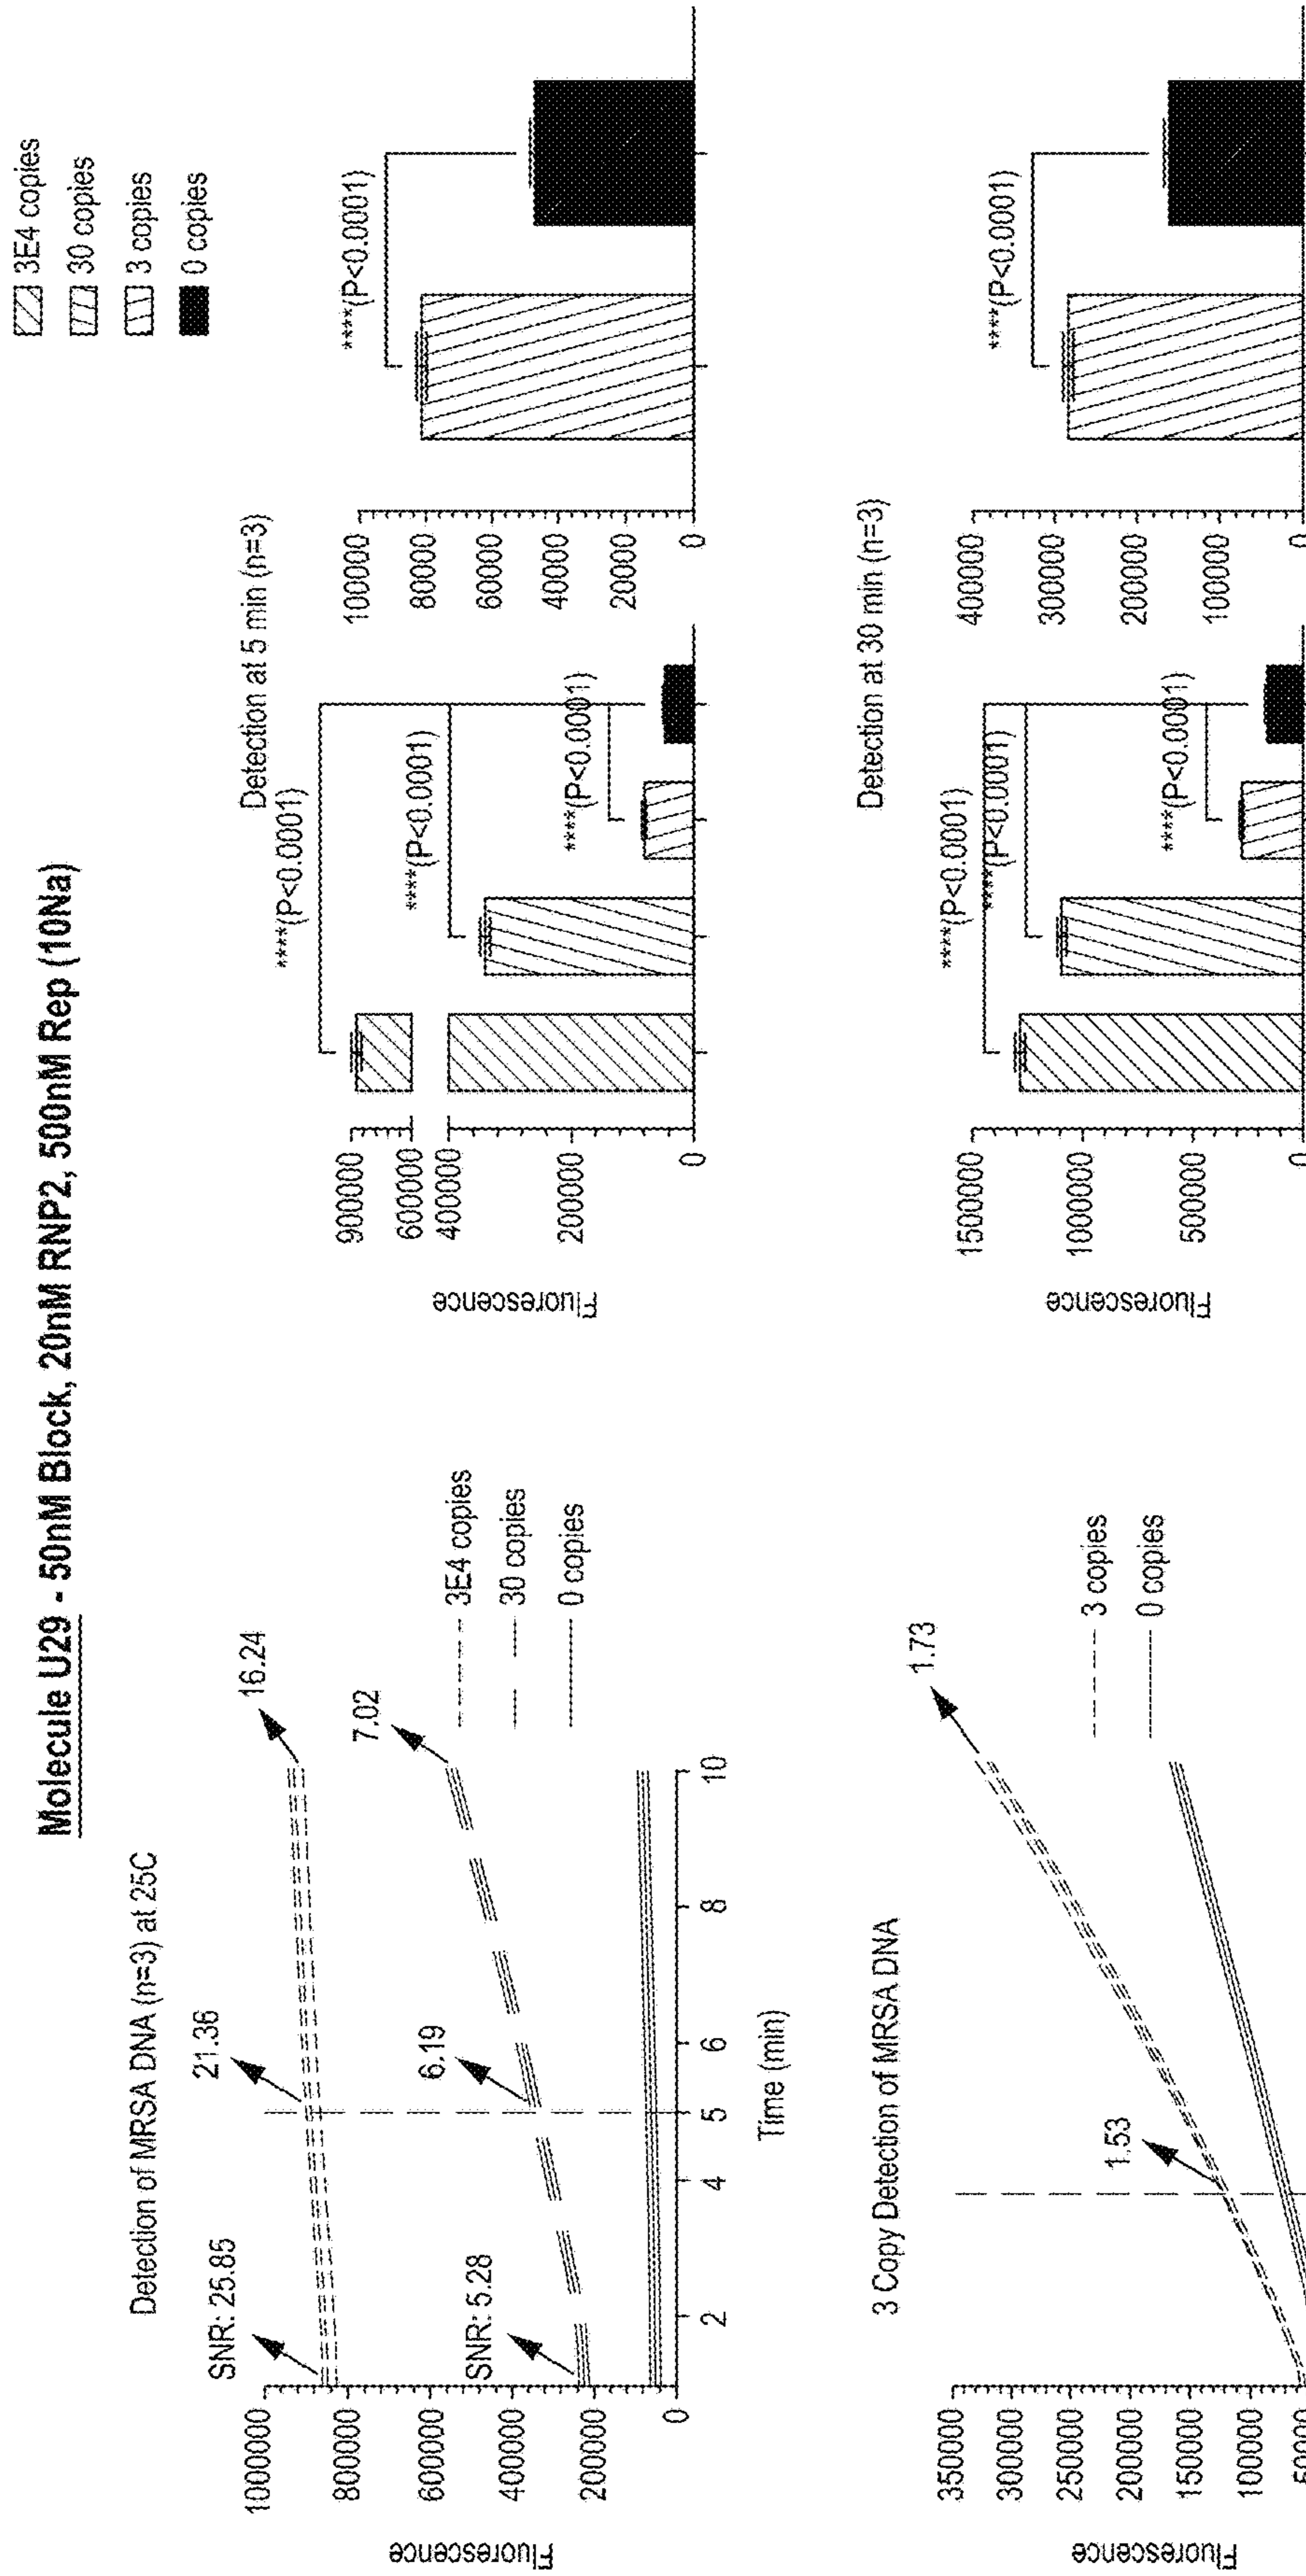 Molecule U29 - 50nM Block, 20nM RNP2, 500nM Rep (10Na)
3E4 copies
30 copies
3 copies
0 copies
Detection of MRSA DNA (n=3) at 25C
Fluorescence
1000000
800000
600000
400000
200000
0
2
4
5
6
8
10
Time (min)
SNR: 25.85
21.36
16.24
SNR: 5.28
6.19
7.02
3E4 copies
30 copies
0 copies
Detection at 5 min (n=3)
Fluorescence
900000
600000
400000
200000
0
****(P<0.0001)
****(P<0.0001)
****(P<0.0001)
100000
80000
60000
40000
20000
0
****(P<0.0001)
3 Copy Detection of MRSA DNA
Fluorescence
350000
300000
250000
200000
150000
100000
1.53
1.73
3 copies
0 copies
Detection at 30 min (n=3)
Fluorescence
1500000
1000000
500000
0
****(P<0.0001)
****(P<0.0001)
****(P<0.0001)
400000
300000
200000
100000
0
****(P<0.0001)